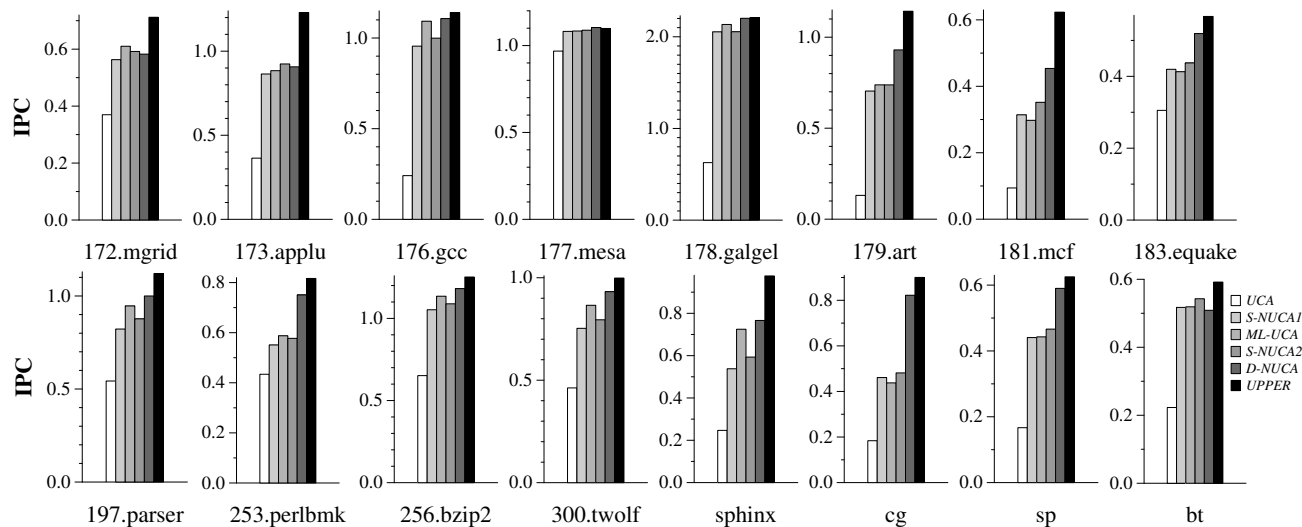 IPC
0.6
0.4
0.2
0.0
172.mgrid
1.0
0.5
0.0
173.applu
1.0
0.5
0.0
176.gcc
1.0
0.5
0.0
177.mesa
2.0
1.0
0.0
178.galgel
1.0
0.5
0.0
179.art
0.6
0.4
0.2
0.0
181.mcf
0.4
0.2
0.0
183.equake
IPC
1.0
0.5
0.0
197.parser
0.8
0.6
0.4
0.2
0.0
253.perlbmk
1.0
0.5
0.0
256.bzip2
1.0
0.5
0.0
300.twolf
0.8
0.6
0.4
0.2
0.0
sphinx
0.8
0.6
0.4
0.2
0.0
cg
0.6
0.4
0.2
0.0
sp
0.6
0.4
0.2
0.0
bt
UCA
S-NUCA1
ML-UCA
S-NUCA2
D-NUCA
UPPER